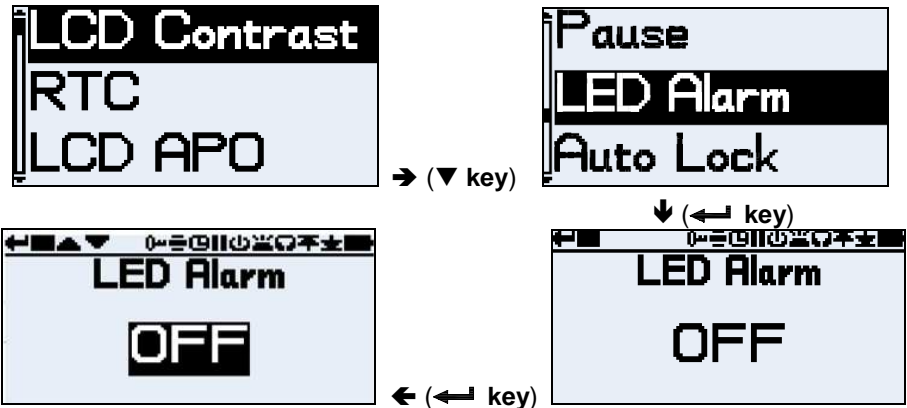 LCD Contrast
RTC
LCD APO
➔ (▼ key)
Pause
LED Alarm
Auto Lock
🡳 (↵ key)
LED Alarm
OFF
🡰 (↵ key)
LED Alarm
OFF